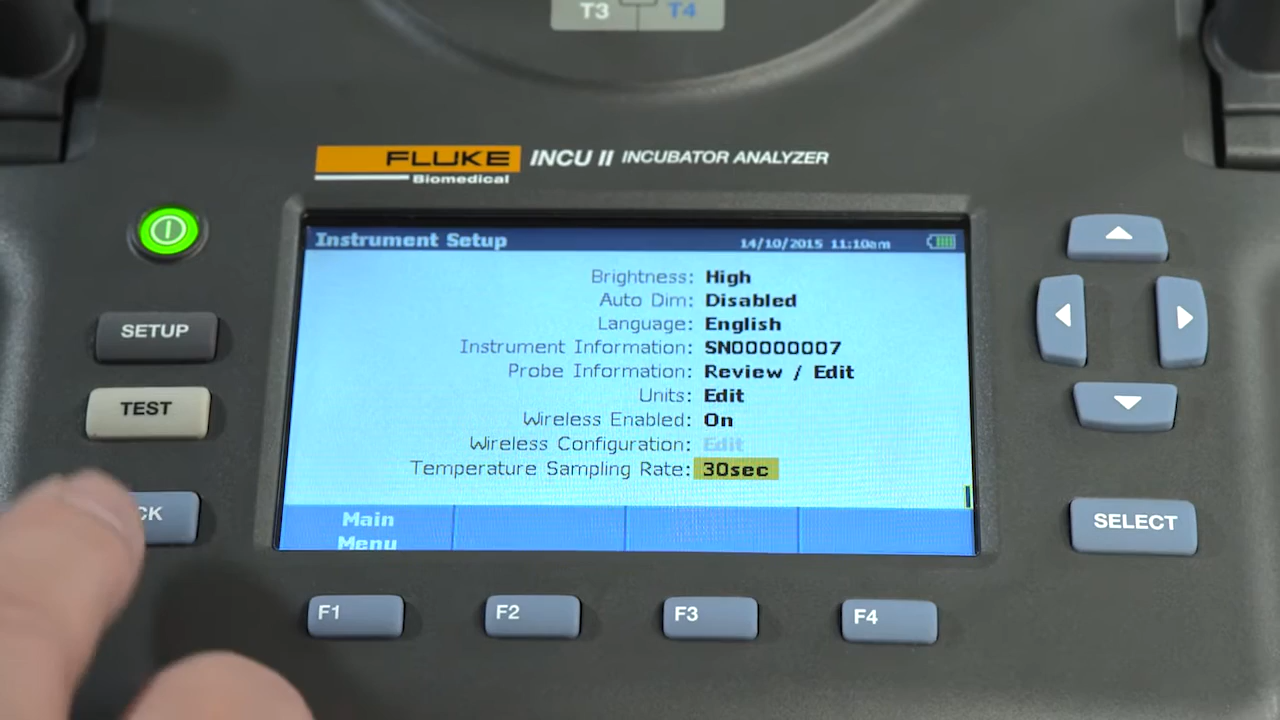 T3 T4
FLUKE INCU II INCUBATOR ANALYZER
Biomedical
Instrument Setup 14/10/2015 11:10am
Brightness: High
Auto Dim: Disabled
Language: English
Instrument Information: SN00000007
Probe Information: Review / Edit
Units: Edit
Wireless Enabled: On
Wireless Configuration: Edit
Temperature Sampling Rate: 30sec
Main
Menu
SETUP
TEST
CK
SELECT
F1 F2 F3 F4